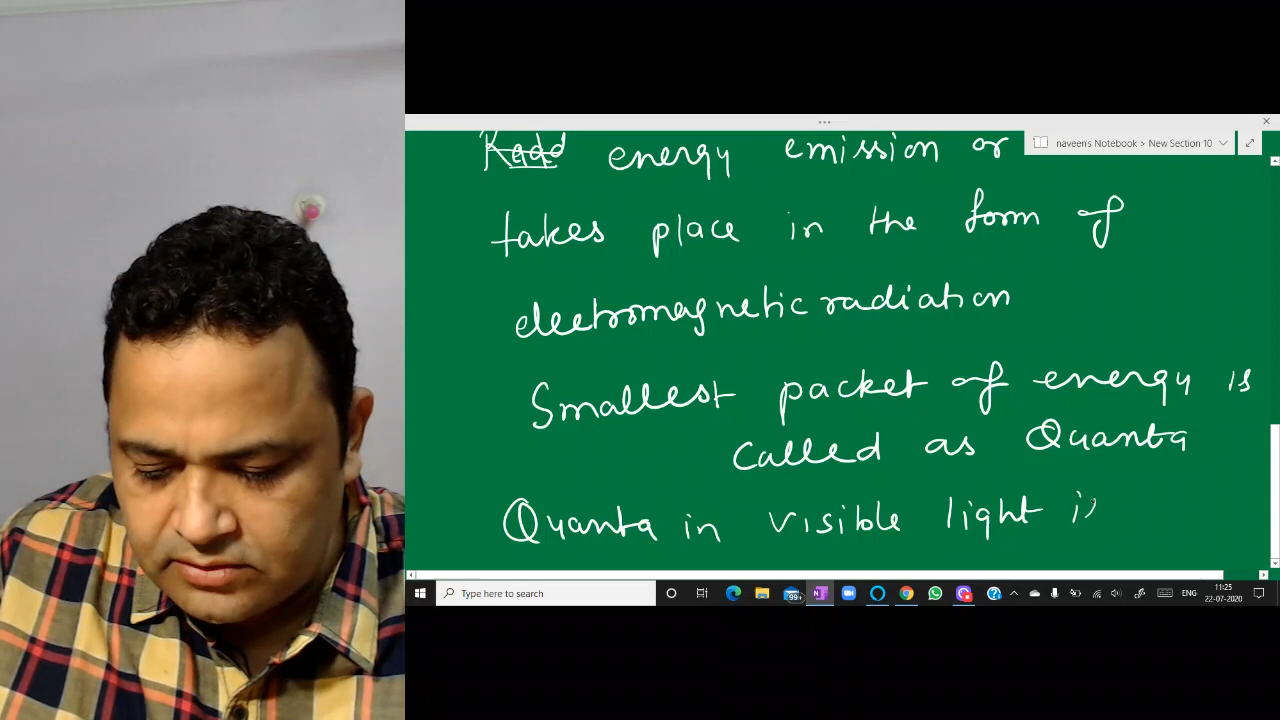 energy emission or
naveen's Notebook > New Section 10
takes place in the form of
electromagnetic radiation
Smallest packet of energy is
called as Quanta
Quanta in visible light is
Type here to search
99+
ENG
11:25
22-07-2020